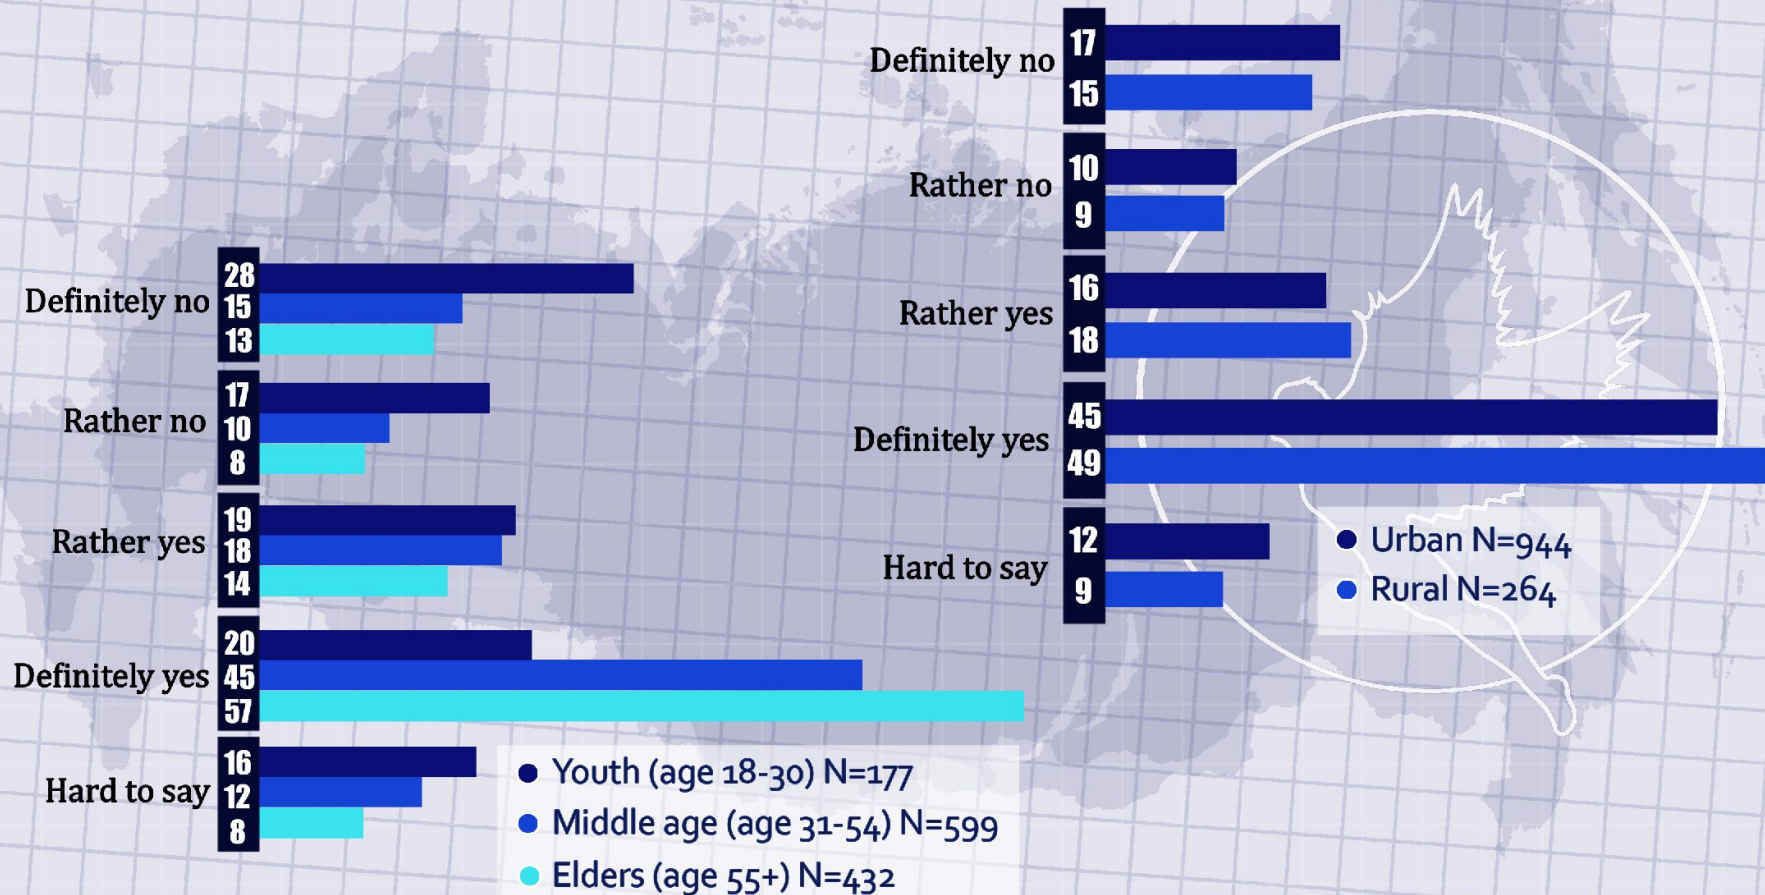 Definitely no
28
15
13
Rather no
17
10
8
Rather yes
19
18
14
Definitely yes
20
45
57
Hard to say
16
12
8
Youth (age 18-30) N=177
Middle age (age 31-54) N=599
Elders (age 55+) N=432
Definitely no
17
15
Rather no
10
9
Rather yes
16
18
Definitely yes
45
49
Hard to say
12
9
Urban N=944
Rural N=264